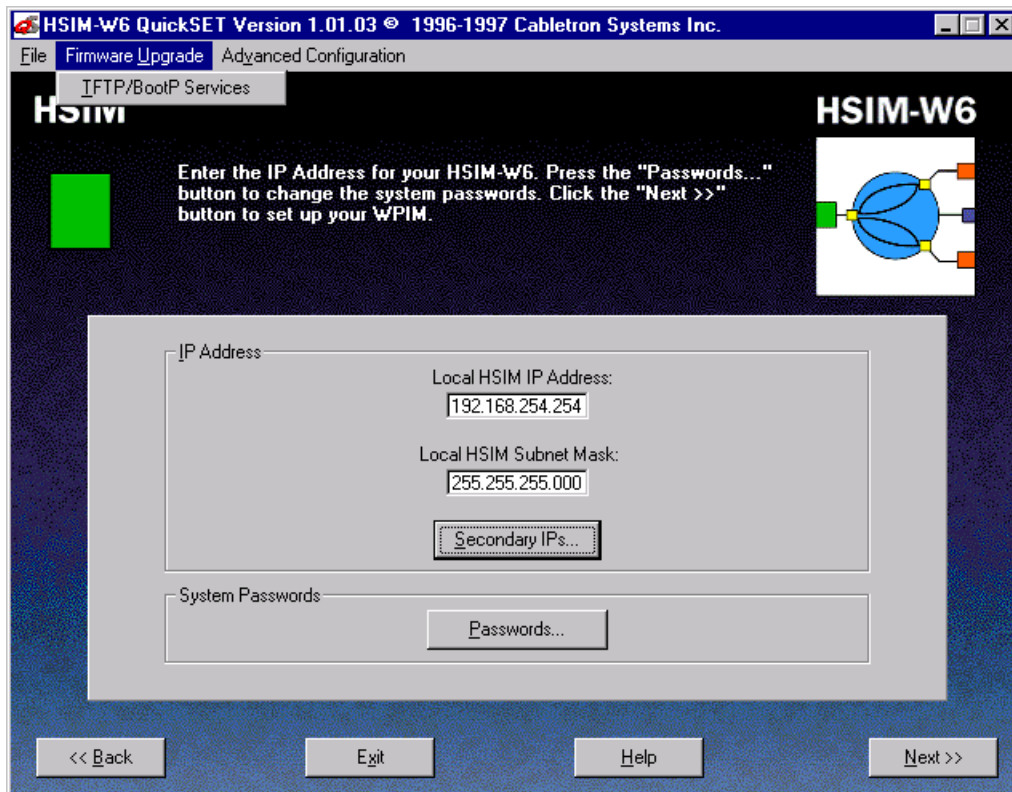 HSIM-W6 QuickSET Version 1.01.03 © 1996-1997 Cabletron Systems Inc.
File Firmware Upgrade Advanced Configuration
TFTP/BootP Services
HSIM
HSIM-W6
Enter the IP Address for your HSIM-W6. Press the "Passwords..."
button to change the system passwords. Click the "Next >>"
button to set up your WPIM.
IP Address
Local HSIM IP Address:
192.168.254.254
Local HSIM Subnet Mask:
255.255.255.000
Secondary IPs...
System Passwords
Passwords...
<< Back Exit Help Next >>